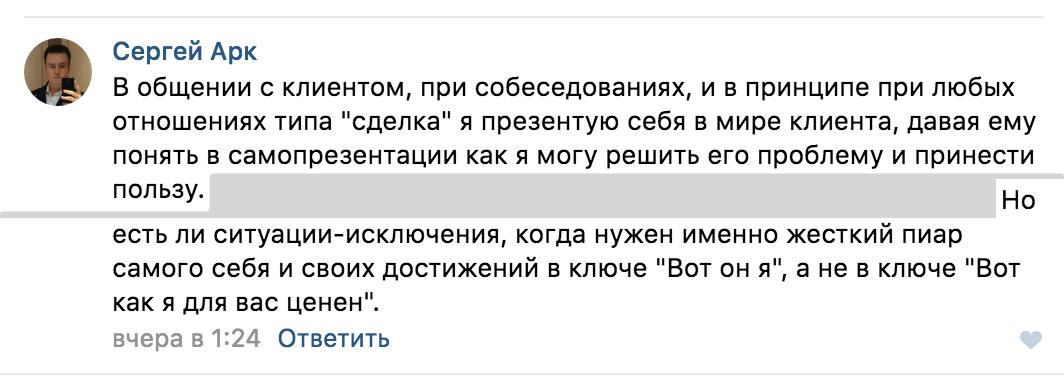 Сергей Арк
В общении с клиентом, при собеседованиях, и в принципе при любых
отношениях типа "сделка" я презентую себя в мире клиента, давая ему
понять в самопрезентации как я могу решить его проблему и принести
пользу. Но
есть ли ситуации-исключения, когда нужен именно жесткий пиар
самого себя и своих достижений в ключе "Вот он я", а не в ключе "Вот
как я для вас ценен".
вчера в 1:24 Ответить